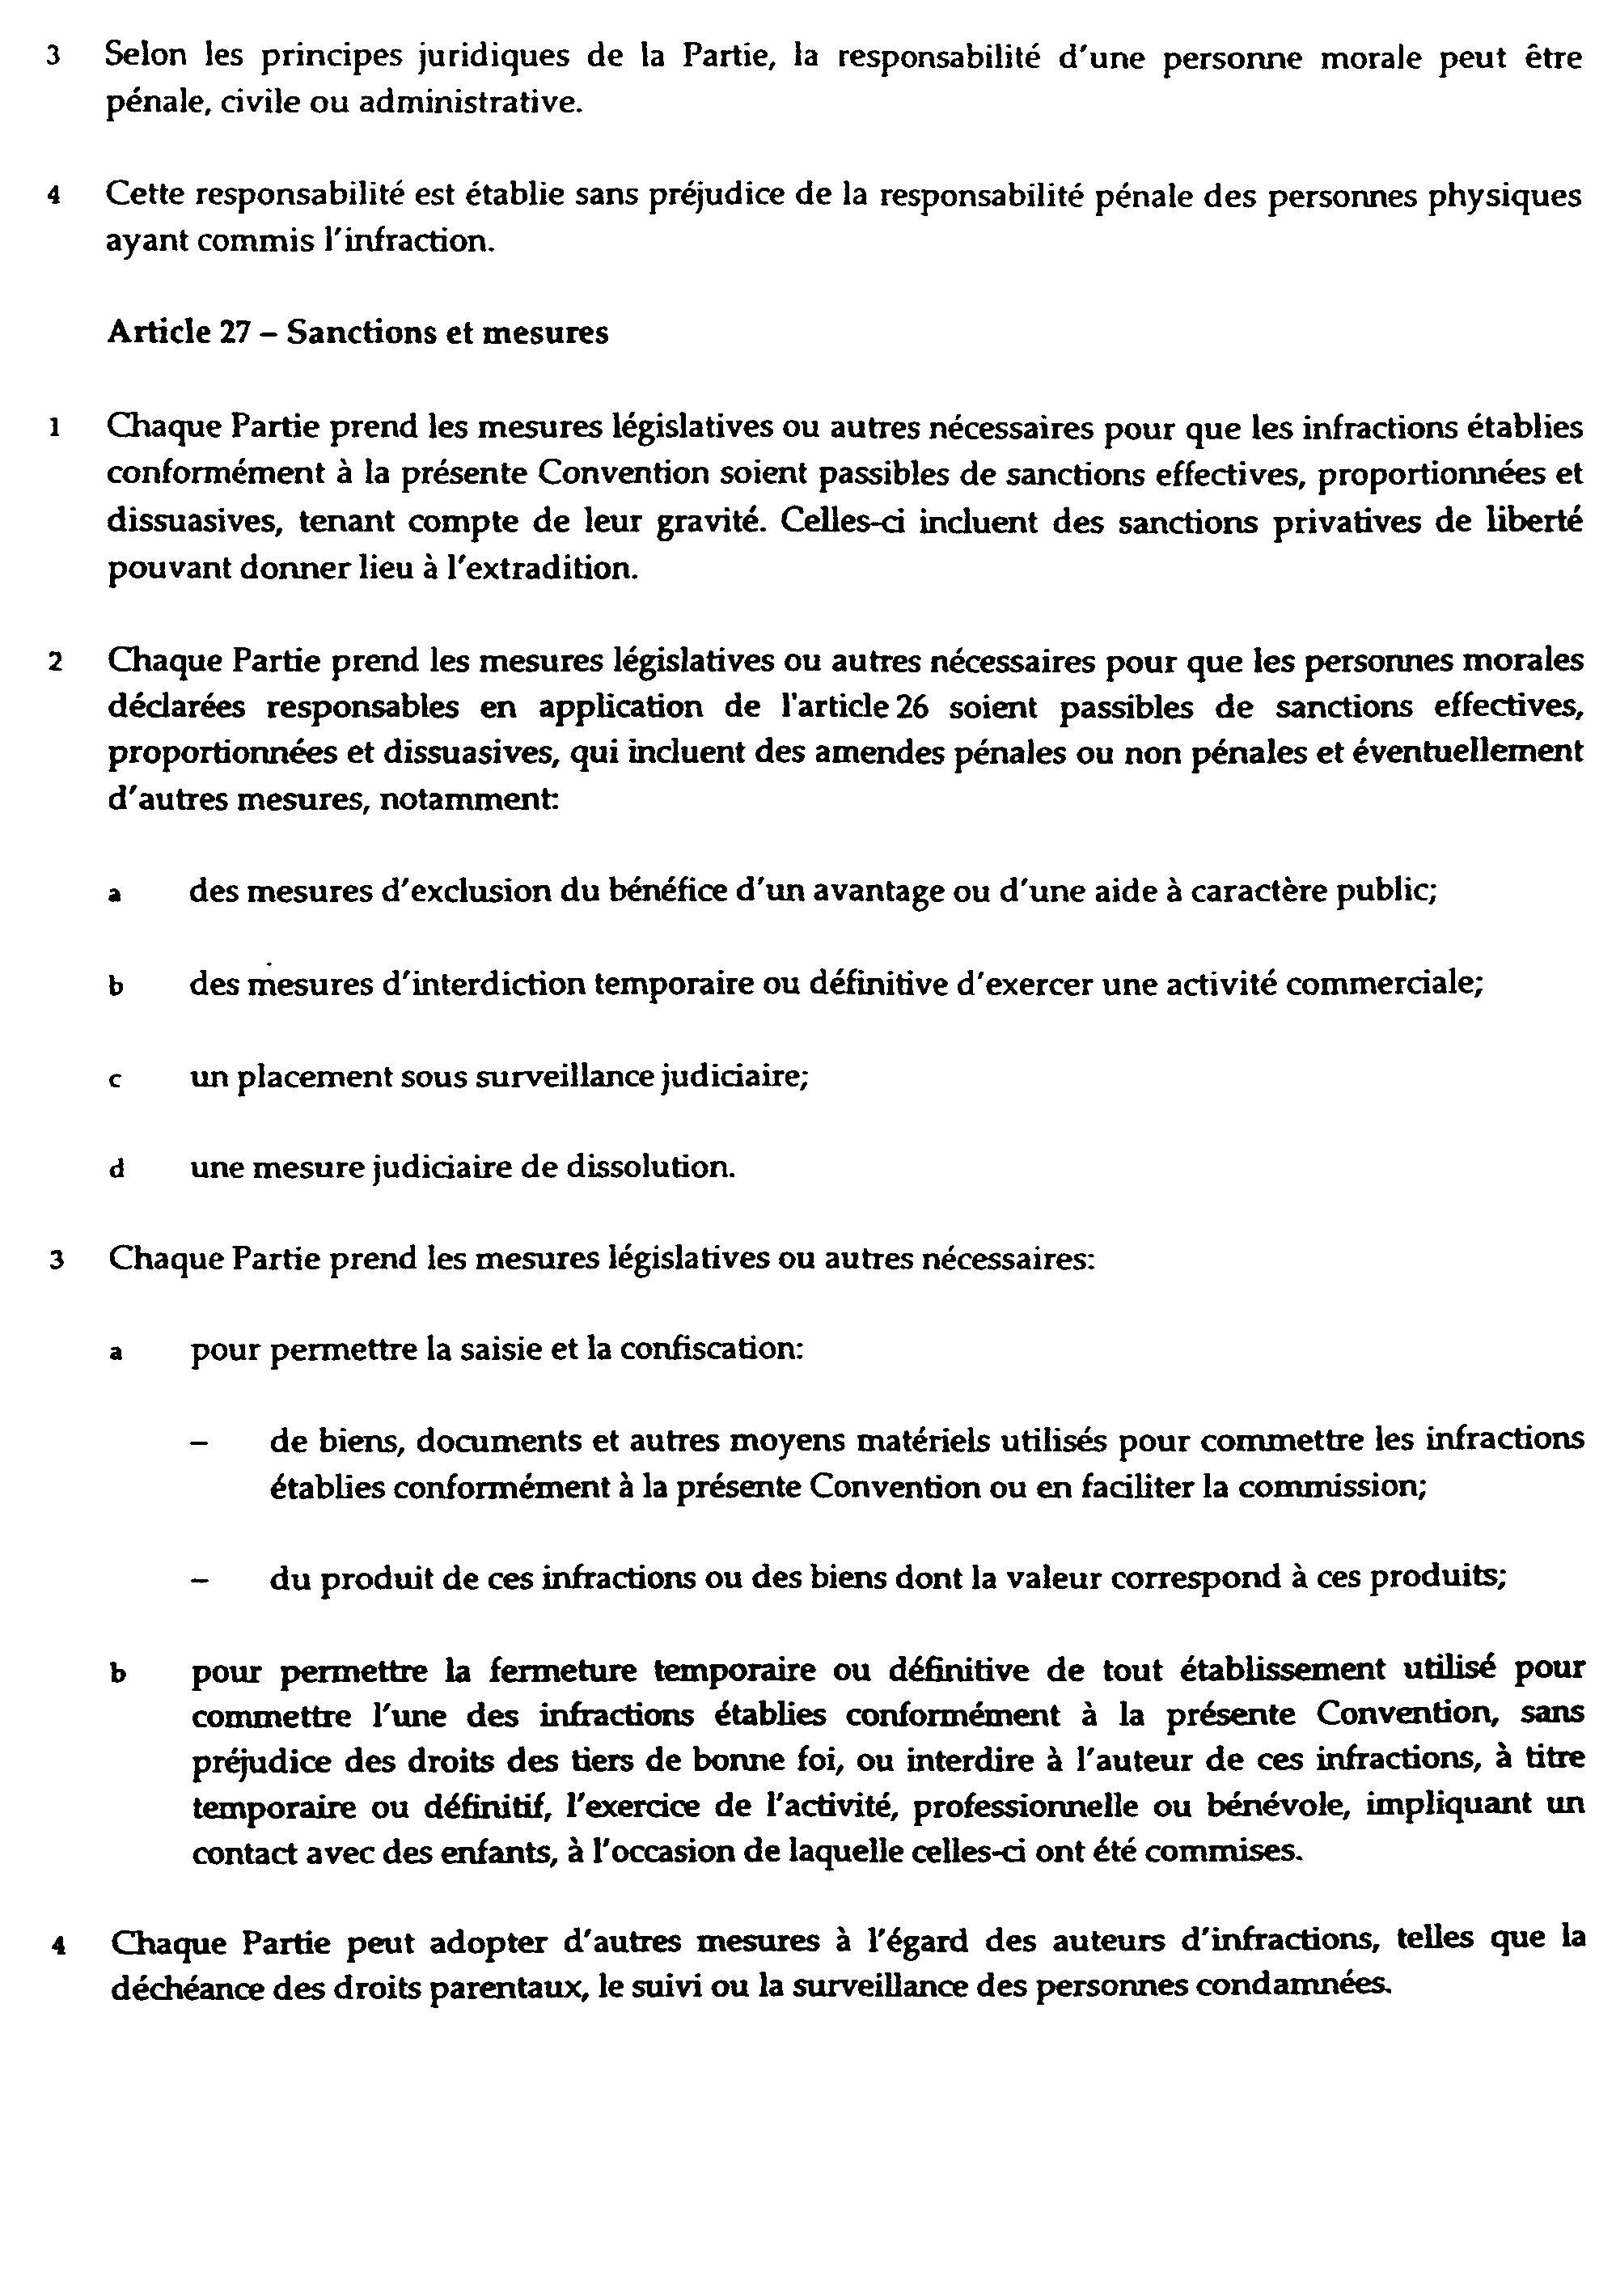 3 Selon les principes juridiques de la Partie, la responsabilité d'une personne morale peut être
pénale, civile ou administrative.
4 Cette responsabilité est établie sans préjudice de la responsabilité pénale des personnes physiques
ayant commis l'infraction.
Article 27 – Sanctions et mesures
1 Chaque Partie prend les mesures législatives ou autres nécessaires pour que les infractions établies
conformément à la présente Convention soient passibles de sanctions effectives, proportionnées et
dissuasives, tenant compte de leur gravité. Celles-ci incluent des sanctions privatives de liberté
pouvant donner lieu à l'extradition.
2 Chaque Partie prend les mesures législatives ou autres nécessaires pour que les personnes morales
déclarées responsables en application de l'article 26 soient passibles de sanctions effectives,
proportionnées et dissuasives, qui incluent des amendes pénales ou non pénales et éventuellement
d'autres mesures, notamment:
a des mesures d'exclusion du bénéfice d'un avantage ou d'une aide à caractère public;
b des mesures d'interdiction temporaire ou définitive d'exercer une activité commerciale;
c un placement sous surveillance judiciaire;
d une mesure judiciaire de dissolution.
3 Chaque Partie prend les mesures législatives ou autres nécessaires:
a pour permettre la saisie et la confiscation:
– de biens, documents et autres moyens matériels utilisés pour commettre les infractions
établies conformément à la présente Convention ou en faciliter la commission;
– du produit de ces infractions ou des biens dont la valeur correspond à ces produits;
b pour permettre la fermeture temporaire ou définitive de tout établissement utilisé pour
commettre l'une des infractions établies conformément à la présente Convention, sans
préjudice des droits des tiers de bonne foi, ou interdire à l'auteur de ces infractions, à titre
temporaire ou définitif, l'exercice de l'activité, professionnelle ou bénévole, impliquant un
contact avec des enfants, à l'occasion de laquelle celles-ci ont été commises.
4 Chaque Partie peut adopter d'autres mesures à l'égard des auteurs d'infractions, telles que la
déchéance des droits parentaux, le suivi ou la surveillance des personnes condamnées.